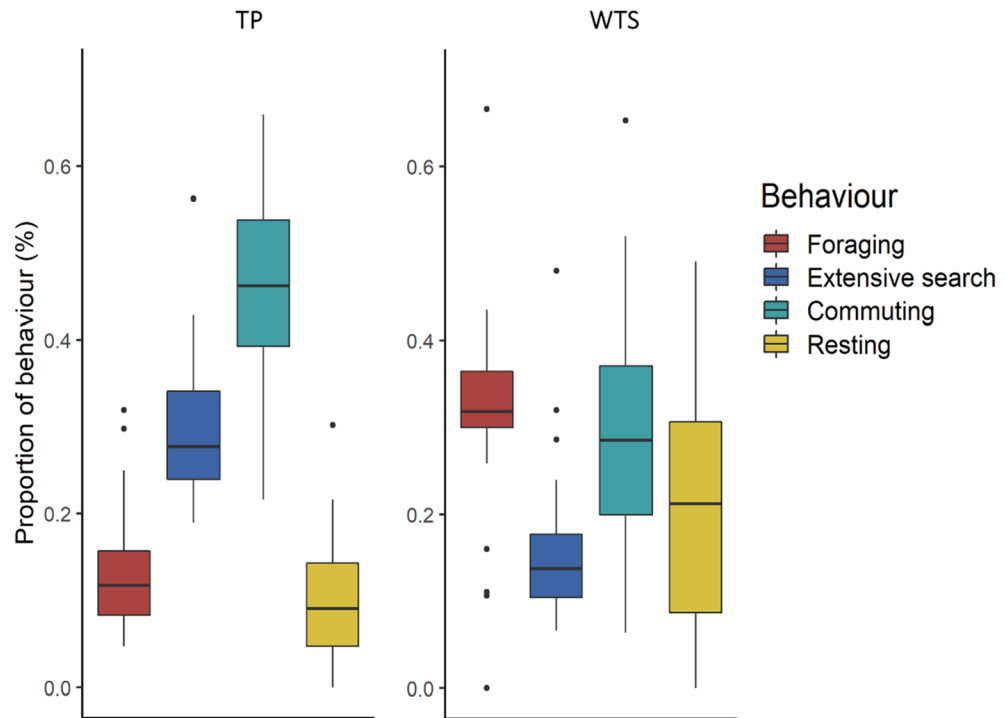 TP
WTS
Proportion of behaviour (%)
0.6
0.4
0.2
0.0
0.6
0.4
0.2
0.0
Behaviour
Foraging
Extensive search
Commuting
Resting